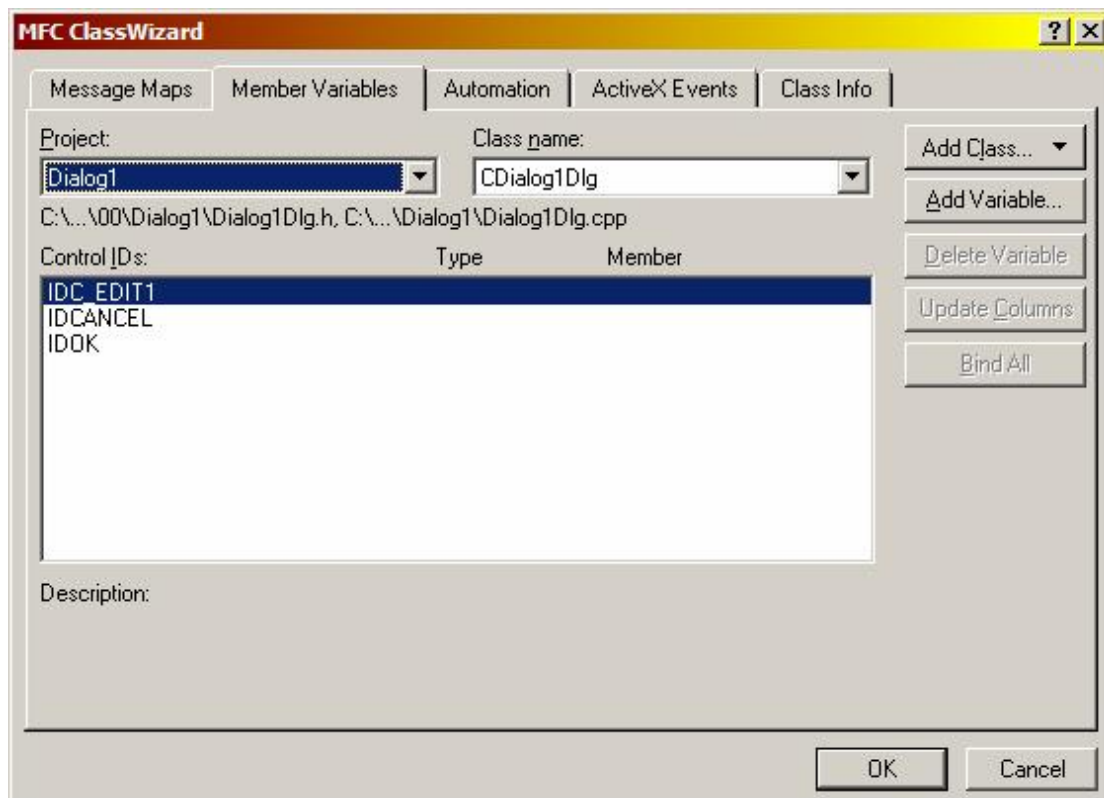 MFC ClassWizard
Message Maps Member Variables Automation ActiveX Events Class Info
Project: Class name:
Dialog1 CDialog1Dlg
C:\...\00\Dialog1\Dialog1Dlg.h, C:\...\Dialog1\Dialog1Dlg.cpp
Control IDs: Type Member
IDC_EDIT1
IDCANCEL
IDOK
Description:
Add Class...
Add Variable...
Delete Variable
Update Columns
Bind All
OK Cancel